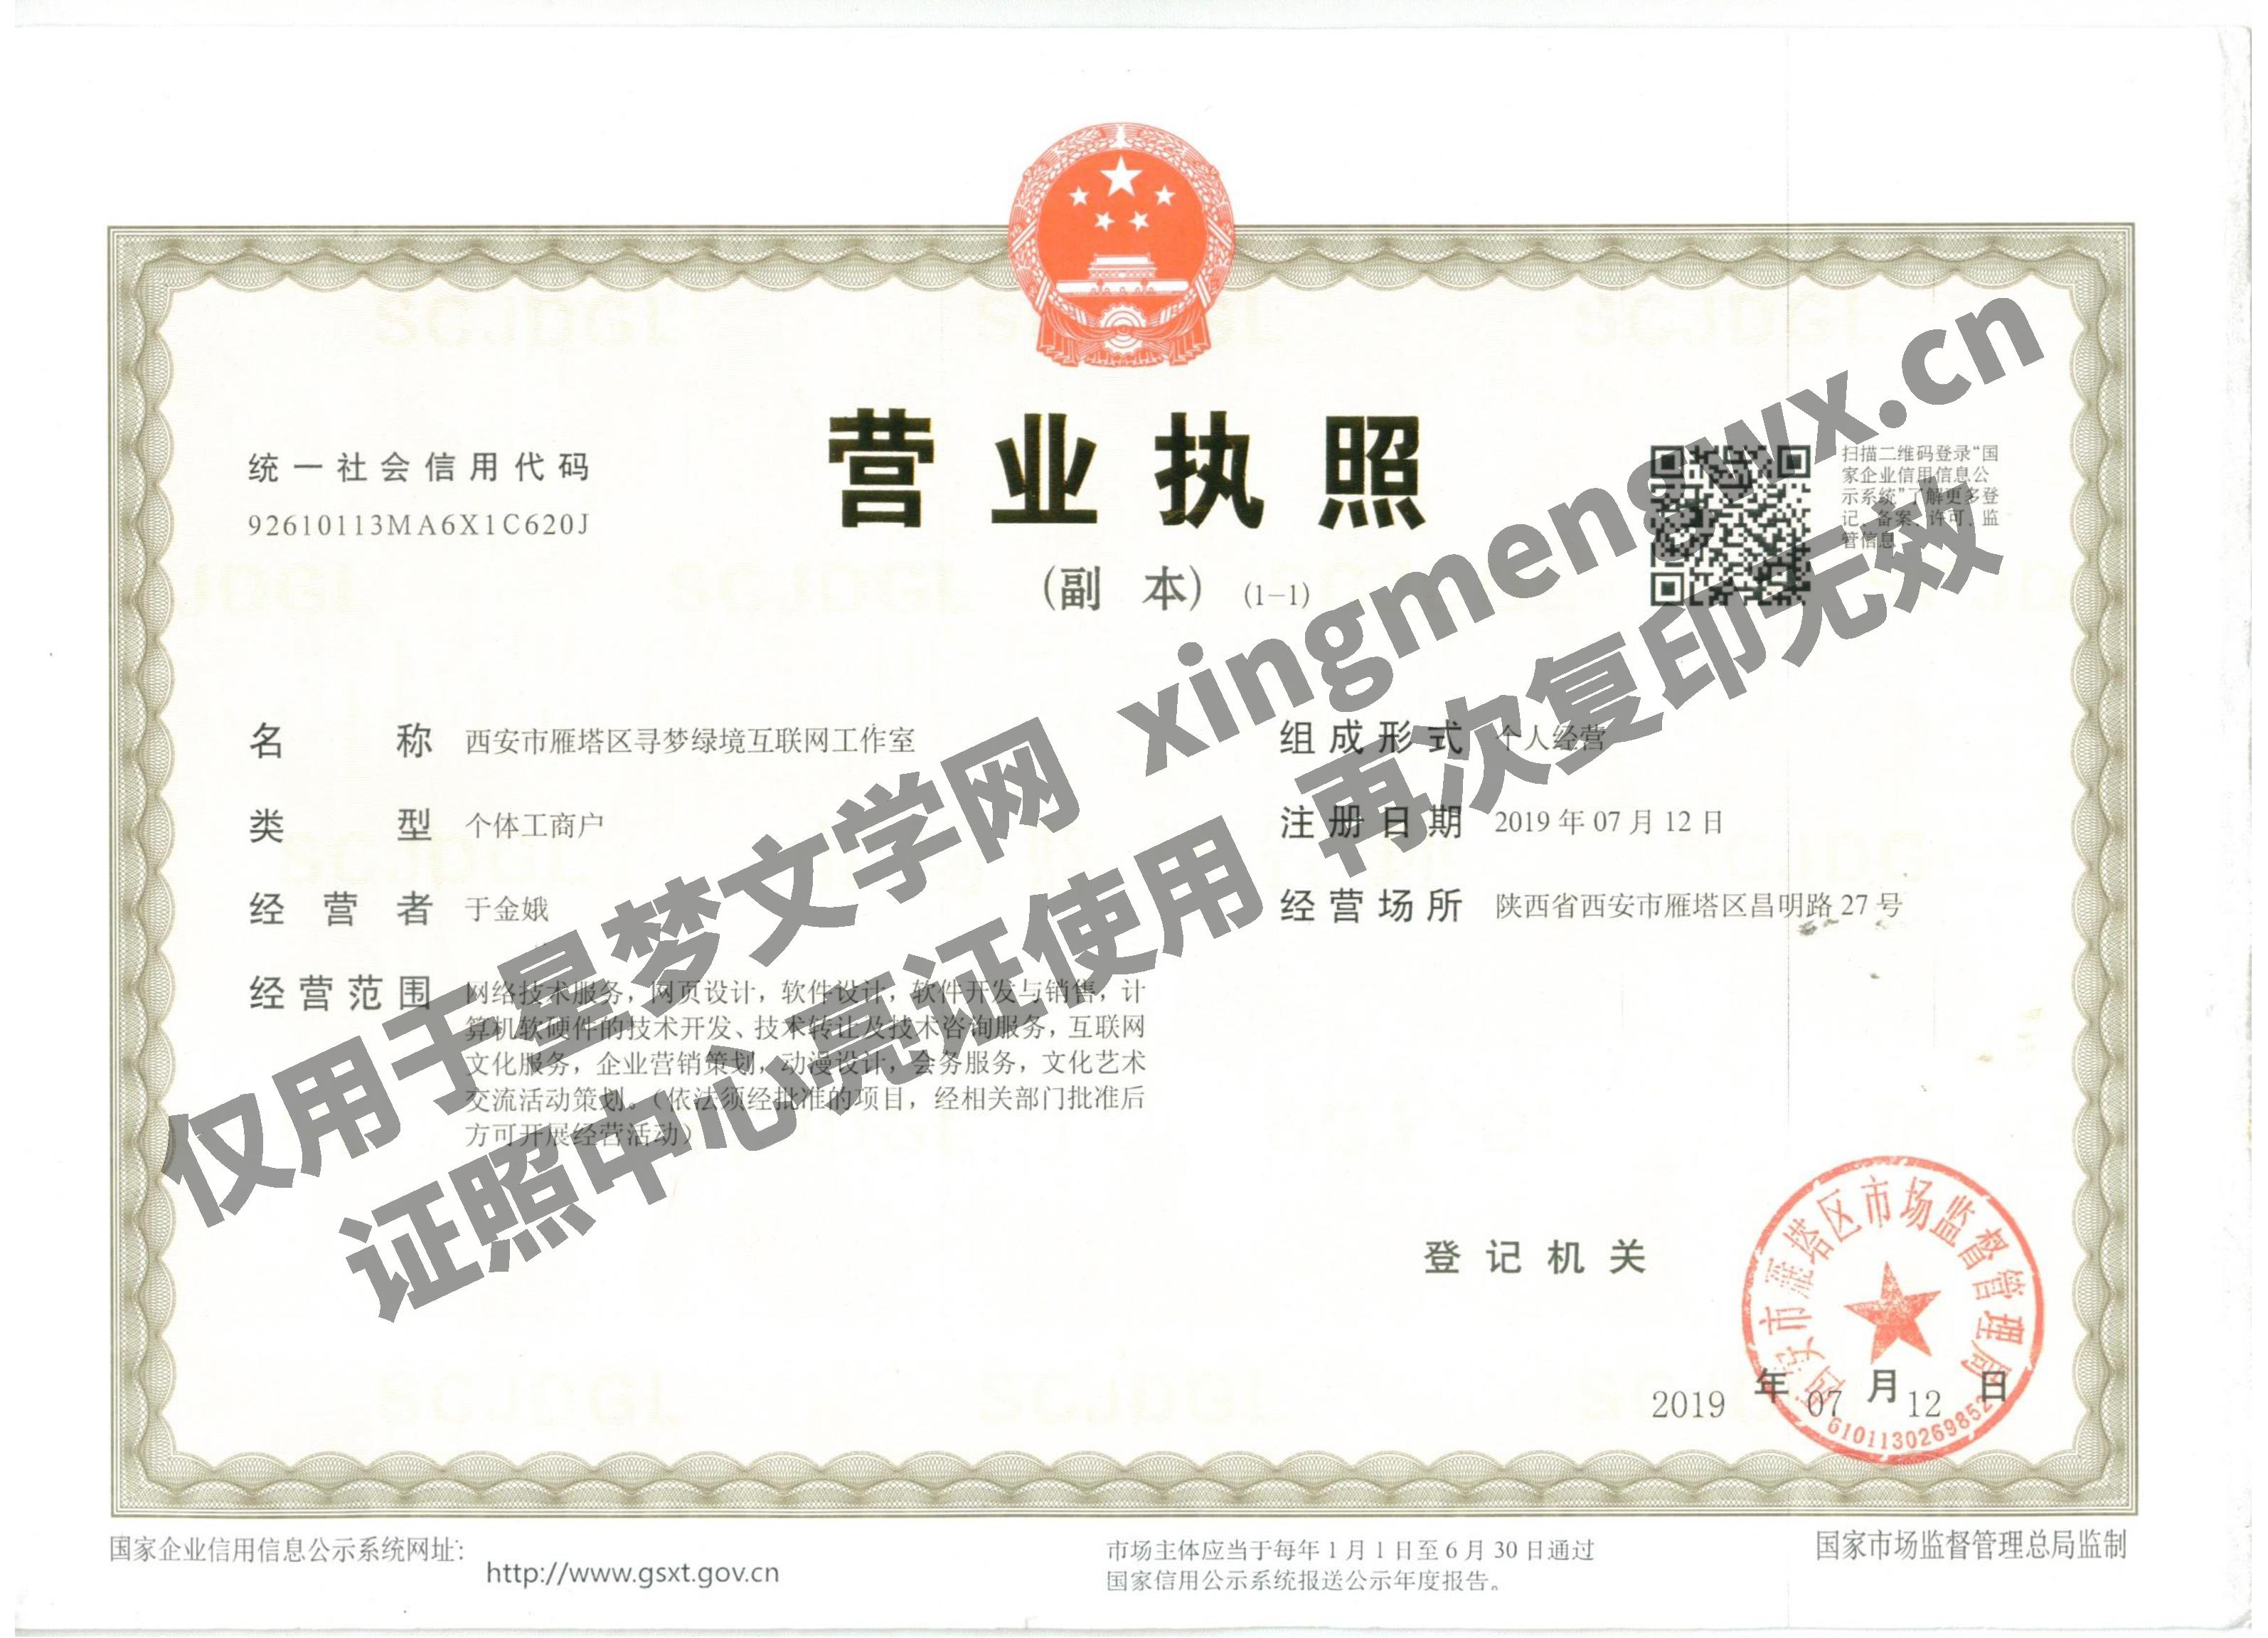 营业执照
(副 本) (1-1)
统一社会信用代码
92610113MA6X1C620J
扫描二维码登录“国
家企业信用信息公
示系统”了解更多登
记、备案、许可、监
管信息
名 称 西安市雁塔区寻梦绿境互联网工作室
类 型 个体工商户
经 营 者 于金娥
经营范围 网络技术服务，网页设计，软件设计，软件开发与销售，计
算机软硬件的技术开发、技术转让及技术咨询服务，互联网
文化服务，企业营销策划，动漫设计，会务服务，文化艺术
交流活动策划。（依法须经批准的项目，经相关部门批准后
方可开展经营活动）
组成形式 个人经营
注册日期 2019年07月12日
经营场所 陕西省西安市雁塔区昌明路27号
仅用于星梦文学网 xingmengwx.cn
证照中心亮证使用 再次复印无效
登记机关
西安市雁塔区市场监督管理局
6101130269852
2019 年 07 月 12 日
国家企业信用信息公示系统网址：
http://www.gsxt.gov.cn
市场主体应当于每年1月1日至6月30日通过
国家信用公示系统报送公示年度报告。
国家市场监督管理总局监制
SCJDGL